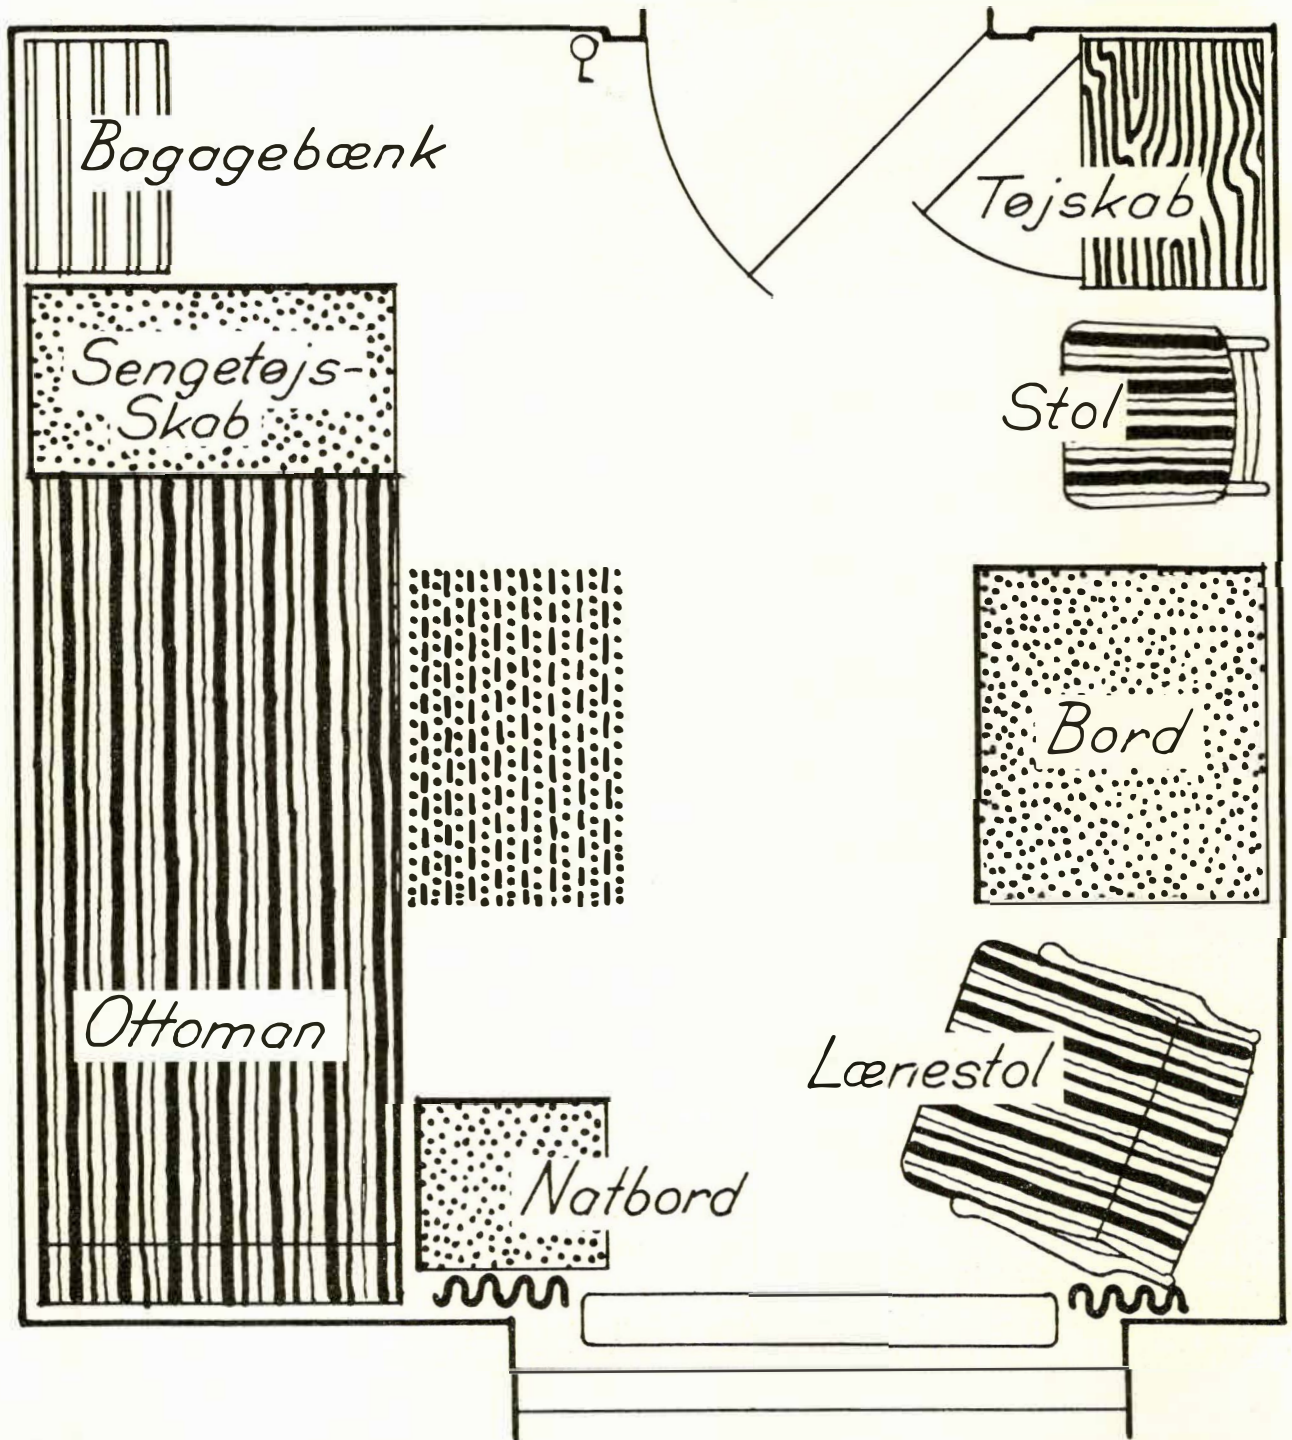 Bagagebænk
Tøjskab
Sengetøjs-
Skab
Stol
Bord
Ottoman
Lænestol
Natbord